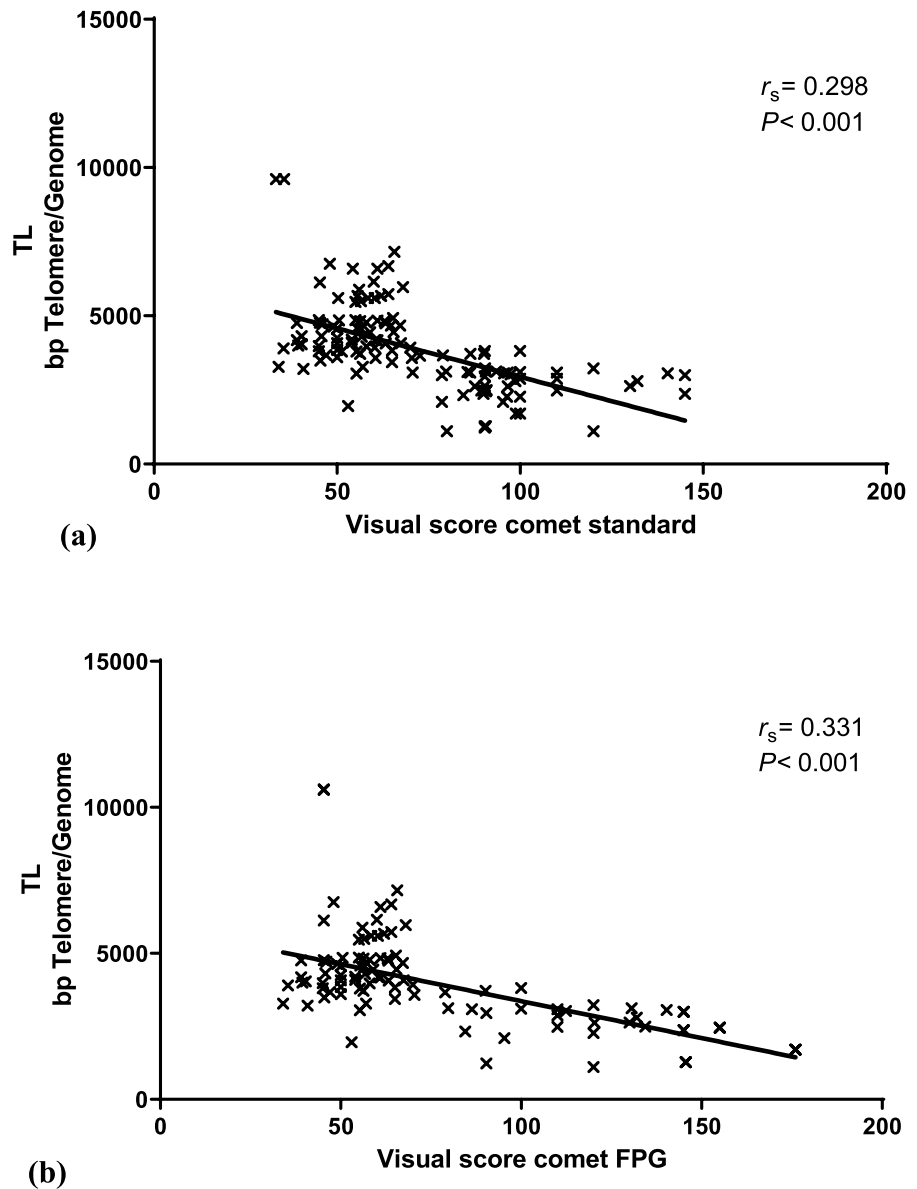 15000
10000
5000
0
TL
bp Telomere/Genome
rs= 0.298
P< 0.001
0 50 100 150 200
Visual score comet standard
(a)
15000
10000
5000
0
TL
bp Telomere/Genome
rs= 0.331
P< 0.001
0 50 100 150 200
Visual score comet FPG
(b)